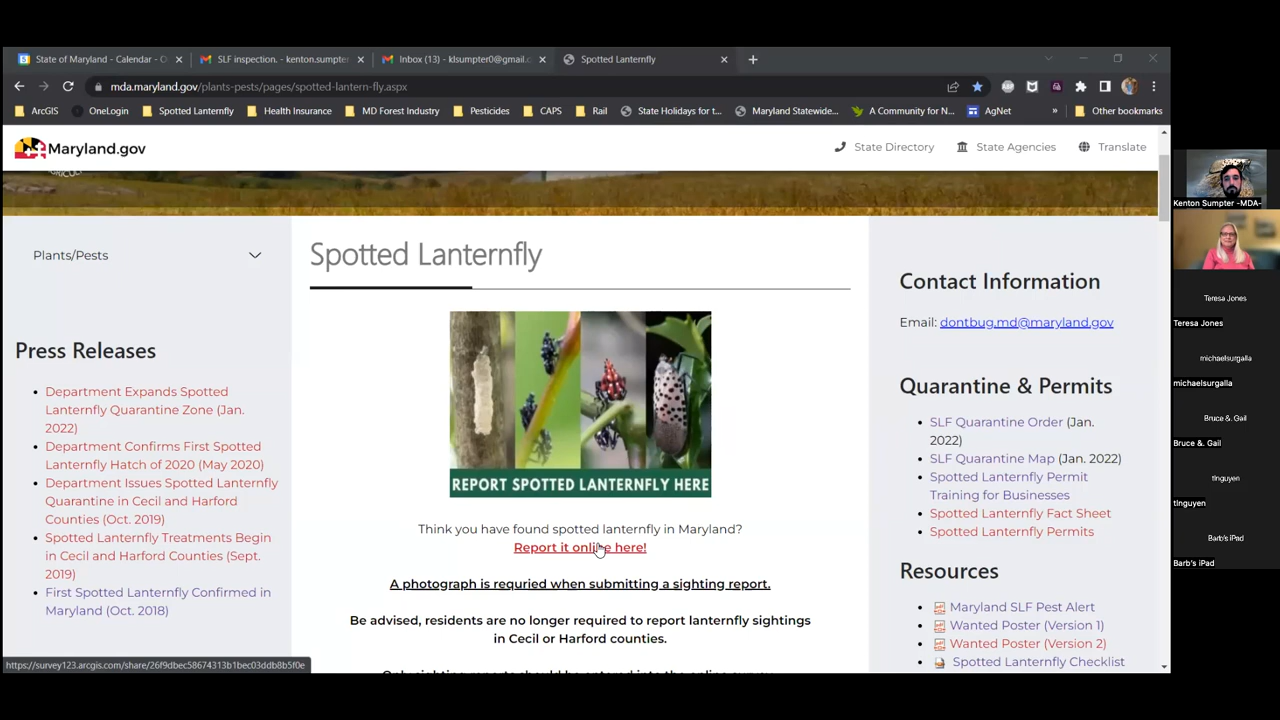 State of Maryland - Calendar - O
SLF inspection. - kenton.sumpter
Inbox (13) - klsumpter0@gmail.c
Spotted Lanternfly
mda.maryland.gov/plants-pests/pages/spotted-lantern-fly.aspx
ArcGIS
OneLogin
Spotted Lanternfly
Health Insurance
MD Forest Industry
Pesticides
CAPS
Rail
State Holidays for t...
Maryland Statewide...
A Community for N...
AgNet
»
Other bookmarks
Maryland.gov
State Directory
State Agencies
Translate
Plants/Pests
Press Releases
Department Expands Spotted
Lanternfly Quarantine Zone (Jan.
2022)
Department Confirms First Spotted
Lanternfly Hatch of 2020 (May 2020)
Department Issues Spotted Lanternfly
Quarantine in Cecil and Harford
Counties (Oct. 2019)
Spotted Lanternfly Treatments Begin
in Cecil and Harford Counties (Sept.
2019)
First Spotted Lanternfly Confirmed in
Maryland (Oct. 2018)
https://survey123.arcgis.com/share/26f9dbec58674313b1bec03ddb8b5f0e
Spotted Lanternfly
REPORT SPOTTED LANTERNFLY HERE
Think you have found spotted lanternfly in Maryland?
Report it online here!
A photograph is requried when submitting a sighting report.
Be advised, residents are no longer required to report lanternfly sightings
in Cecil or Harford counties.
Contact Information
Email: dontbug.md@maryland.gov
Quarantine & Permits
SLF Quarantine Order (Jan.
2022)
SLF Quarantine Map (Jan. 2022)
Spotted Lanternfly Permit
Training for Businesses
Spotted Lanternfly Fact Sheet
Spotted Lanternfly Permits
Resources
Maryland SLF Pest Alert
Wanted Poster (Version 1)
Wanted Poster (Version 2)
Spotted Lanternfly Checklist
Kenton Sumpter -MDA-
Teresa Jones
Teresa Jones
michaelsurgalla
michaelsurgalla
Bruce &. Gail
Bruce &. Gail
tlnguyen
tlnguyen
Barb's iPad
Barb's iPad